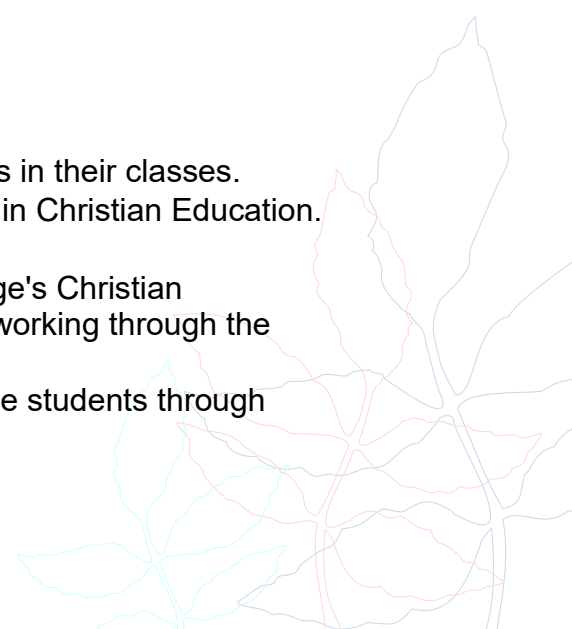 s in their classes.
in Christian Education.
ge's Christian
working through the
e students through